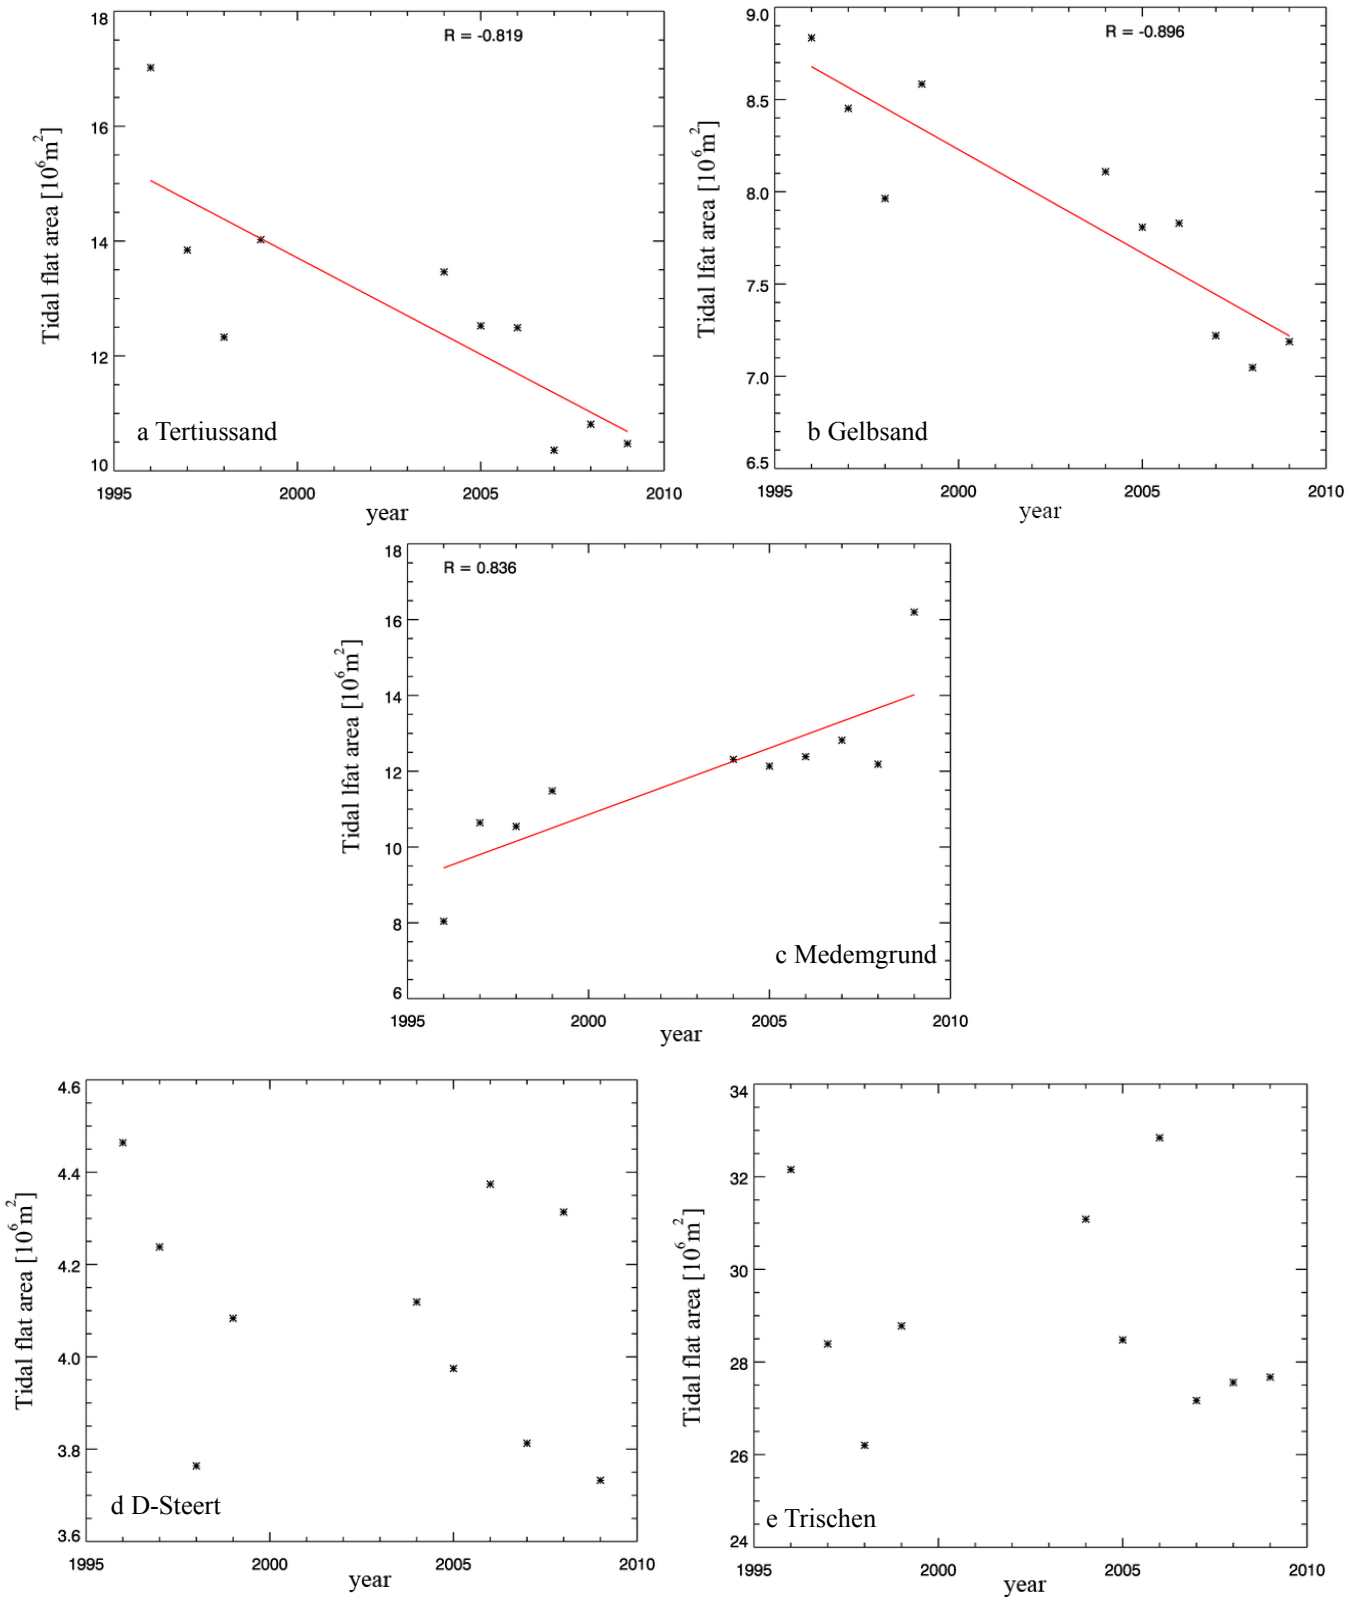 18
R = -0.819
16
14
12
10
Tidal flat area [10⁶m²]
a Tertiussand
1995 2000 2005 2010
year
9.0
R = -0.896
8.5
8.0
7.5
7.0
6.5
Tidal lfat area [10⁶m²]
b Gelbsand
1995 2000 2005 2010
year
18
R = 0.836
16
14
12
10
8
6
Tidal lfat area [10⁶m²]
c Medemgrund
1995 2000 2005 2010
year
4.6
4.4
4.2
4.0
3.8
3.6
Tidal flat area [10⁶m²]
d D-Steert
1995 2000 2005 2010
year
34
32
30
28
26
24
Tidal flat area [10⁶m²]
e Trischen
1995 2000 2005 2010
year